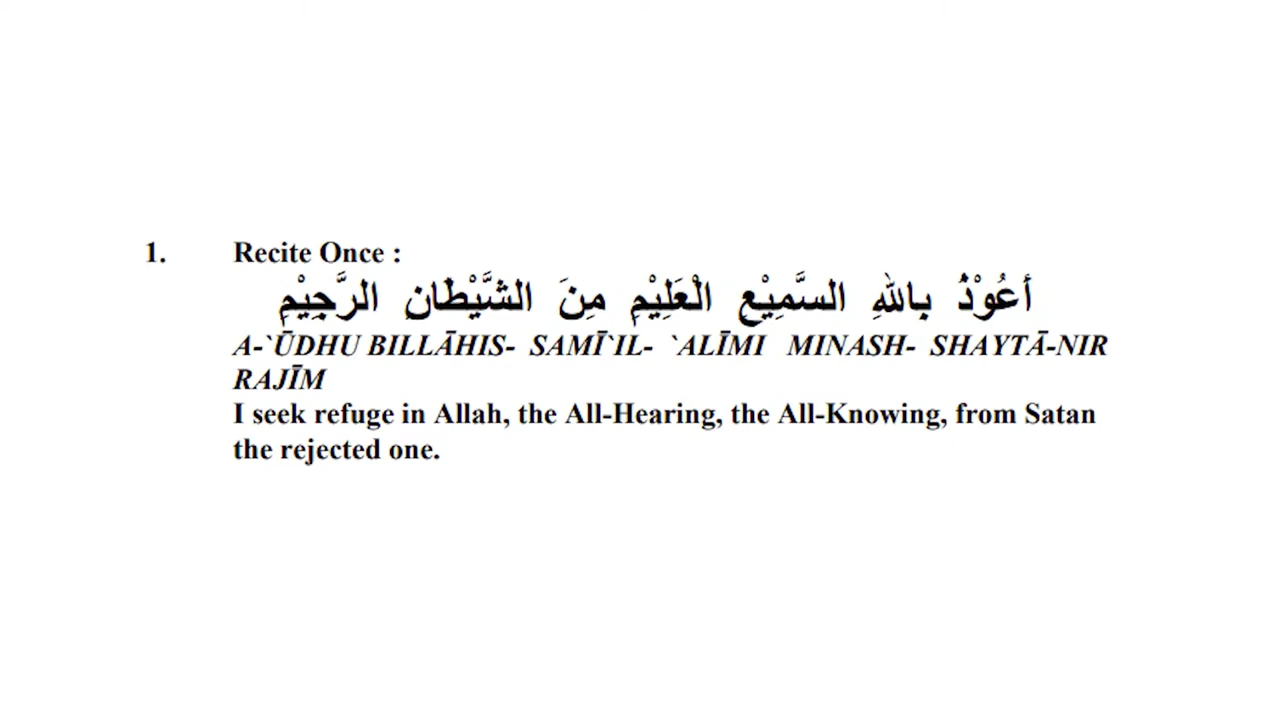 1. Recite Once :
أَعُوْذُ بِاللهِ السَّمِيْعِ الْعَلِيْمِ مِنَ الشَّيْطَانِ الرَّجِيْمِ
A-`ŪDHU BILLĀHIS- SAMĪ`IL- `ALĪMI MINASH- SHAYTĀ-NIR
RAJĪM
I seek refuge in Allah, the All-Hearing, the All-Knowing, from Satan
the rejected one.